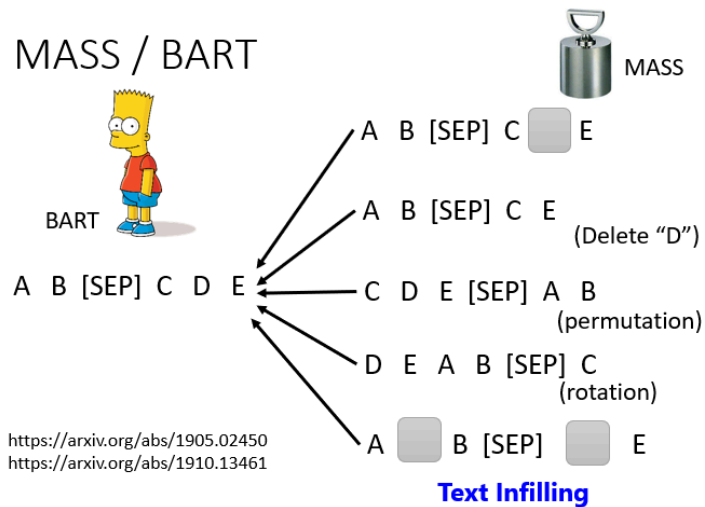 MASS / BART
MASS
A B [SEP] C E
BART
A B [SEP] C E
(Delete “D”)
A B [SEP] C D E
C D E [SEP] A B
(permutation)
D E A B [SEP] C
(rotation)
https://arxiv.org/abs/1905.02450
https://arxiv.org/abs/1910.13461
A B [SEP] E
Text Infilling